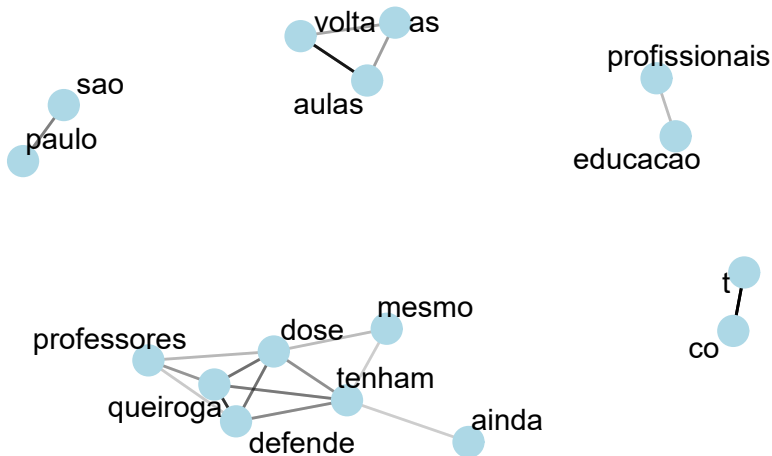 volta
as
profissionais
sao
aulas
paulo
educacao
t
mesmo
dose
professores
co
tenham
queiroga
ainda
defende